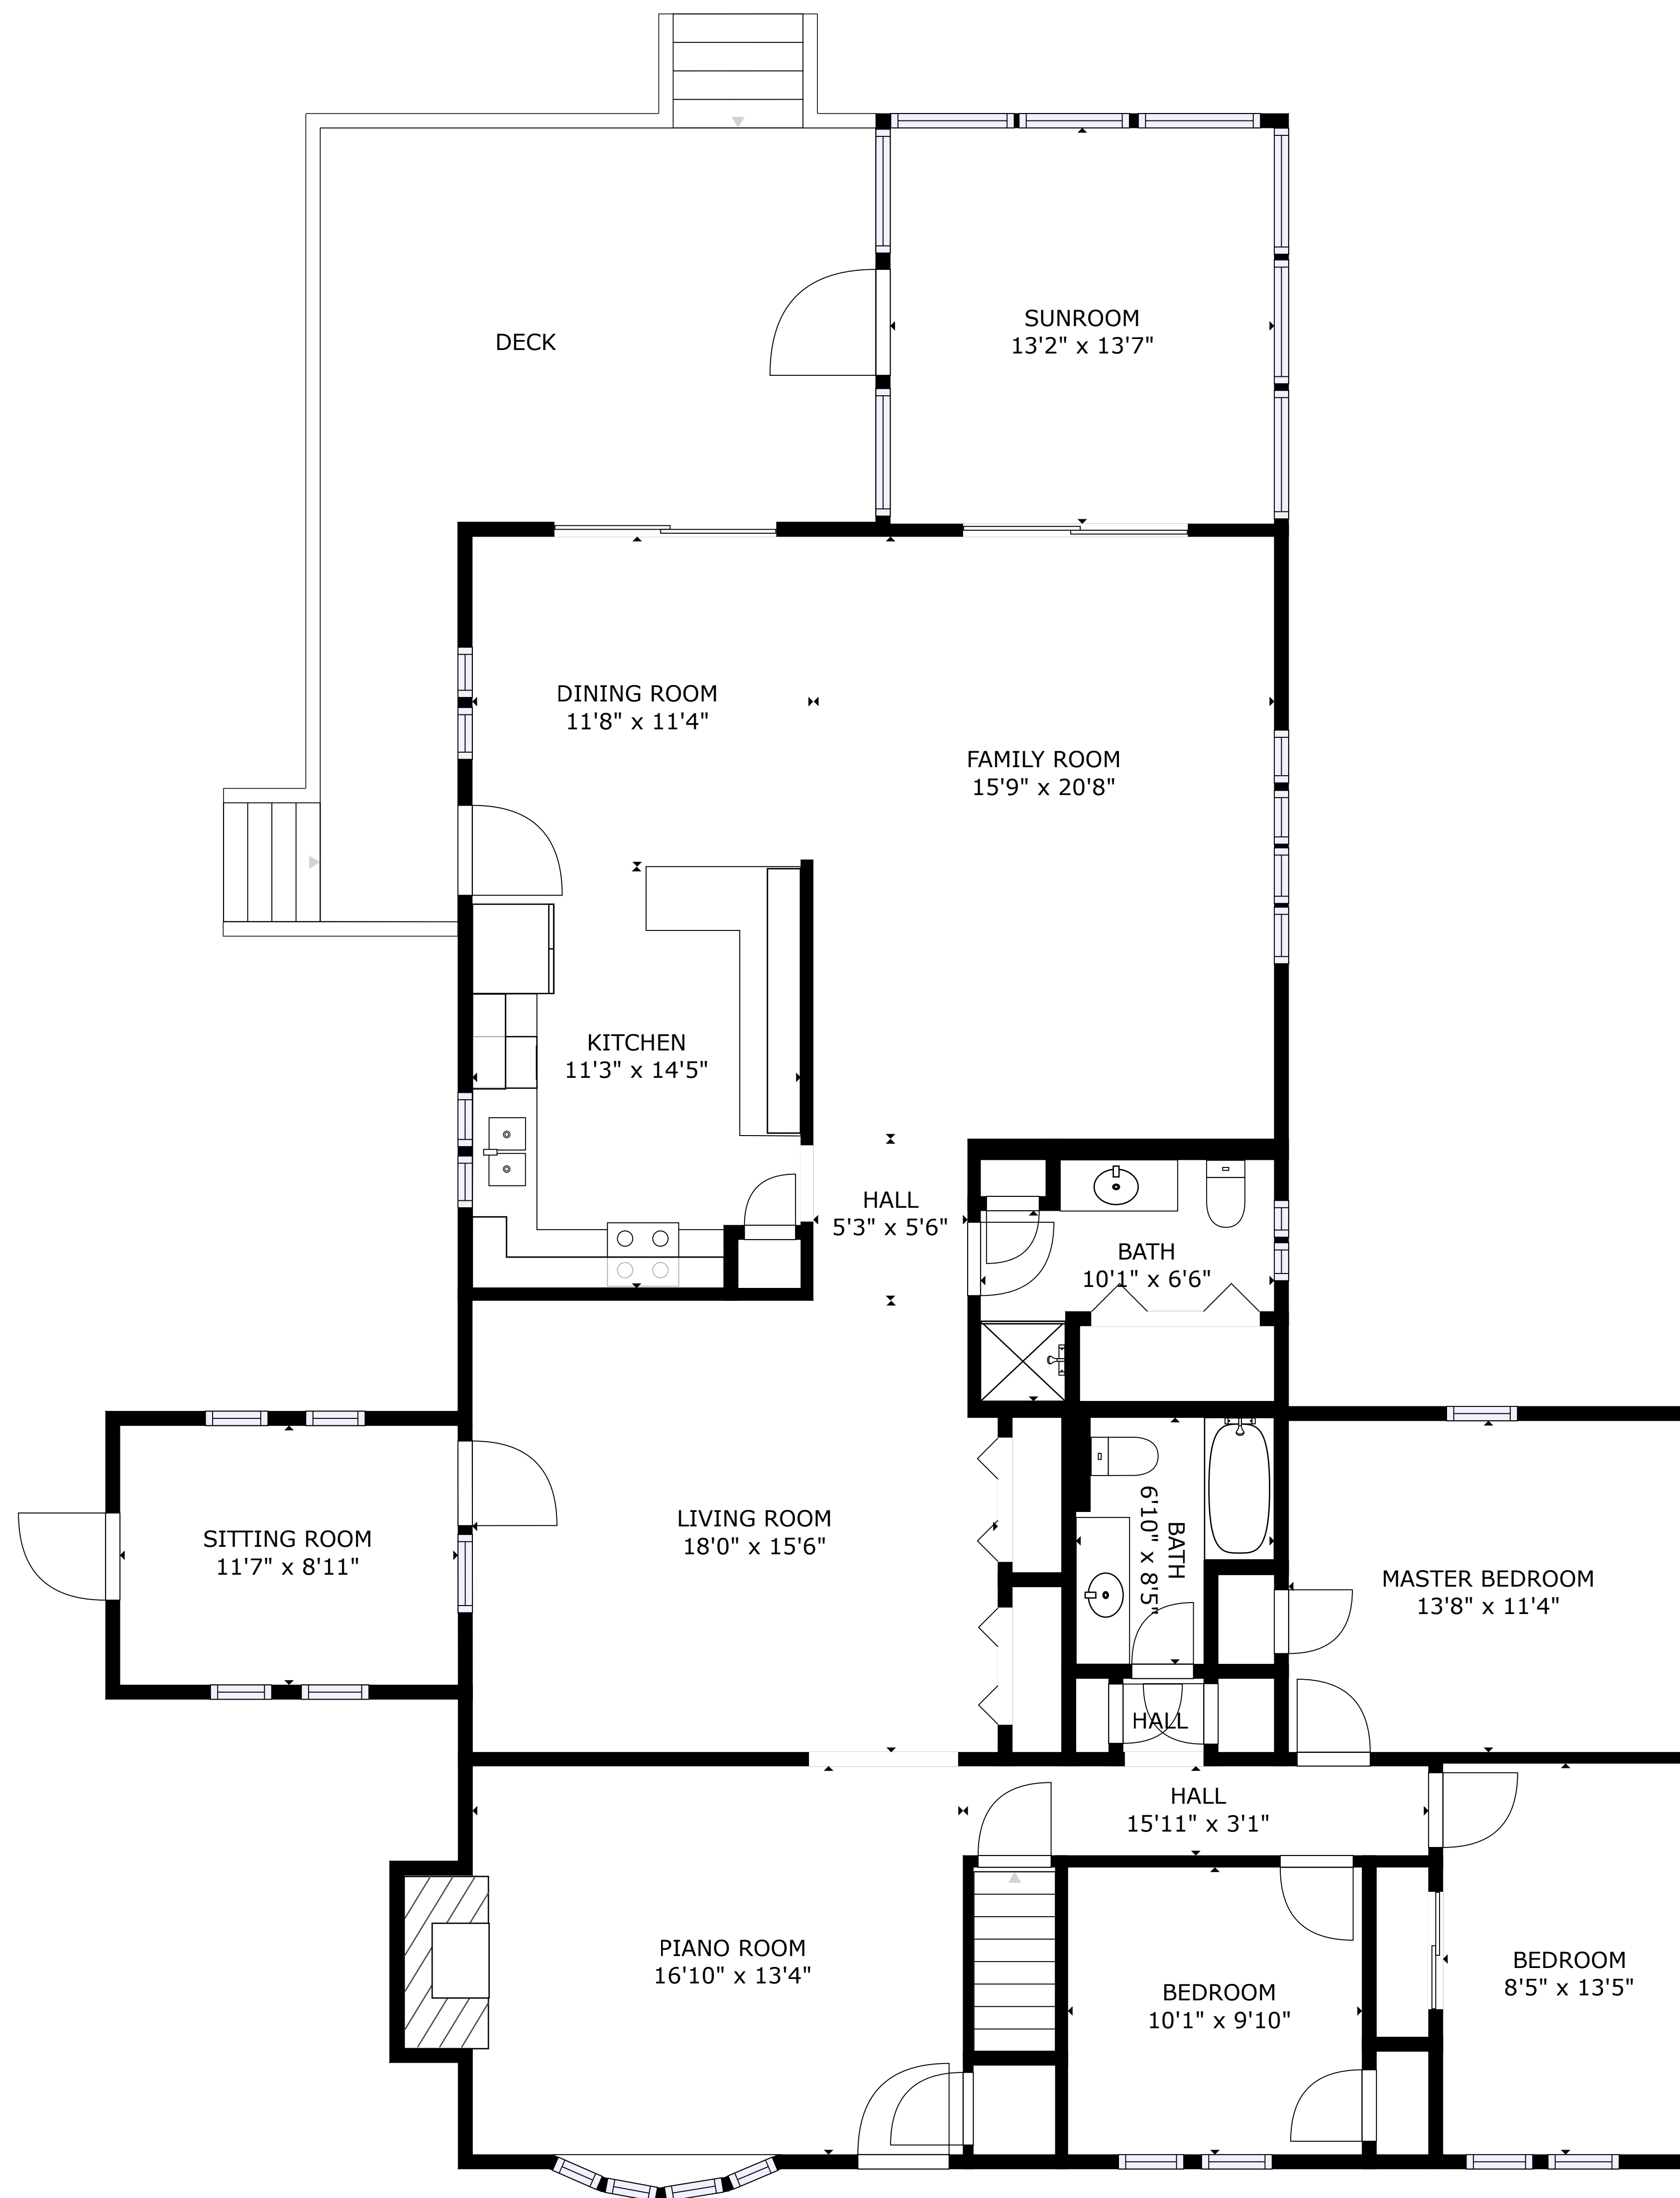 SUNROOM
13'2" x 13'7"
DECK
DINING ROOM
11'8" x 11'4"
FAMILY ROOM
15'9" x 20'8"
KITCHEN
11'3" x 14'5"
HALL
5'3" x 5'6"
BATH
10'1" x 6'6"
LIVING ROOM
18'0" x 15'6"
SITTING ROOM
11'7" x 8'11"
BATH
6'10" x 8'5"
MASTER BEDROOM
13'8" x 11'4"
HALL
HALL
15'11" x 3'1"
PIANO ROOM
16'10" x 13'4"
BEDROOM
10'1" x 9'10"
BEDROOM
8'5" x 13'5"